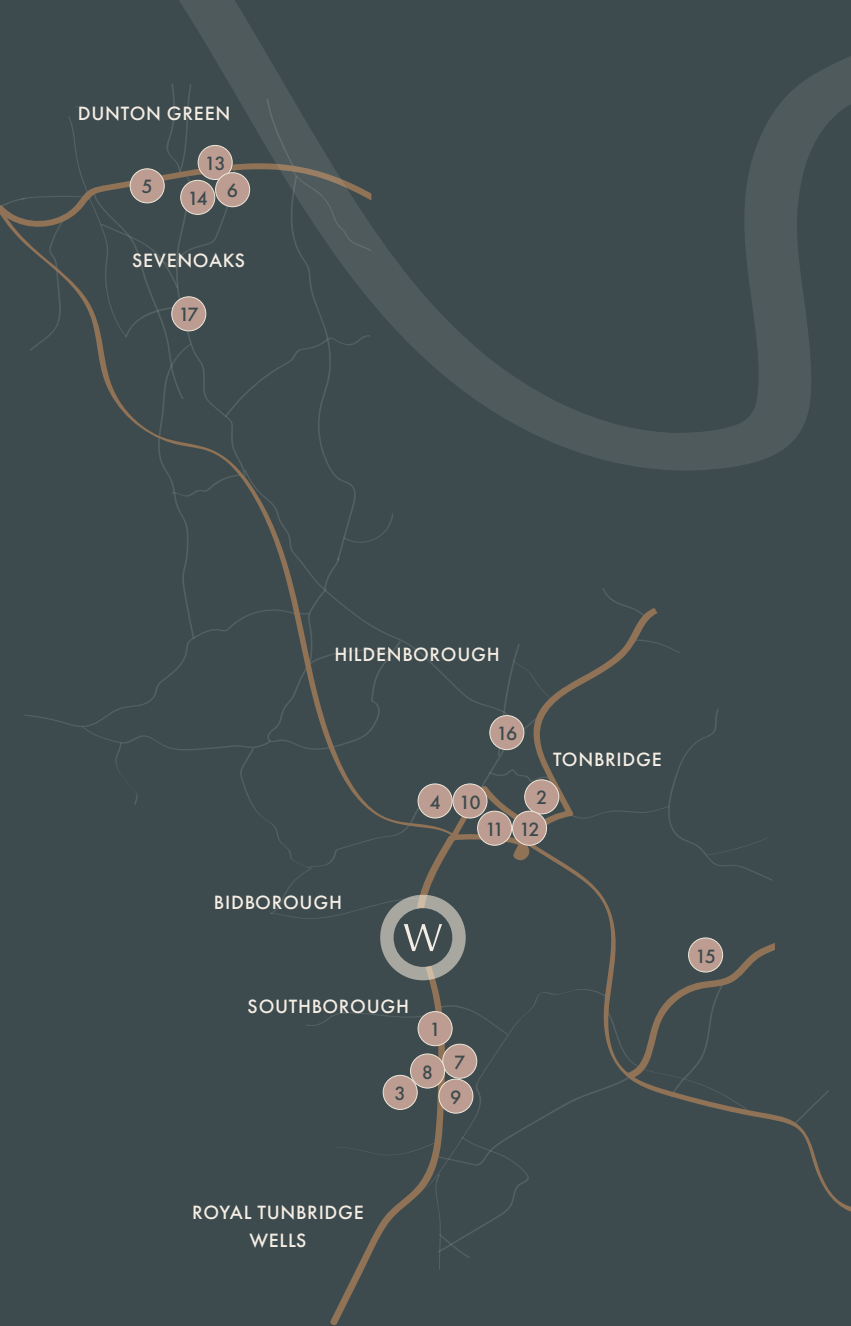 DUNTON GREEN
13
5
14
6
SEVENOAKS
17
HILDENBOROUGH
16
TONBRIDGE
4
10
2
11
12
BIDBOROUGH
W
15
SOUTHBOROUGH
1
7
8
3
9
ROYAL TUNBRIDGE
WELLS